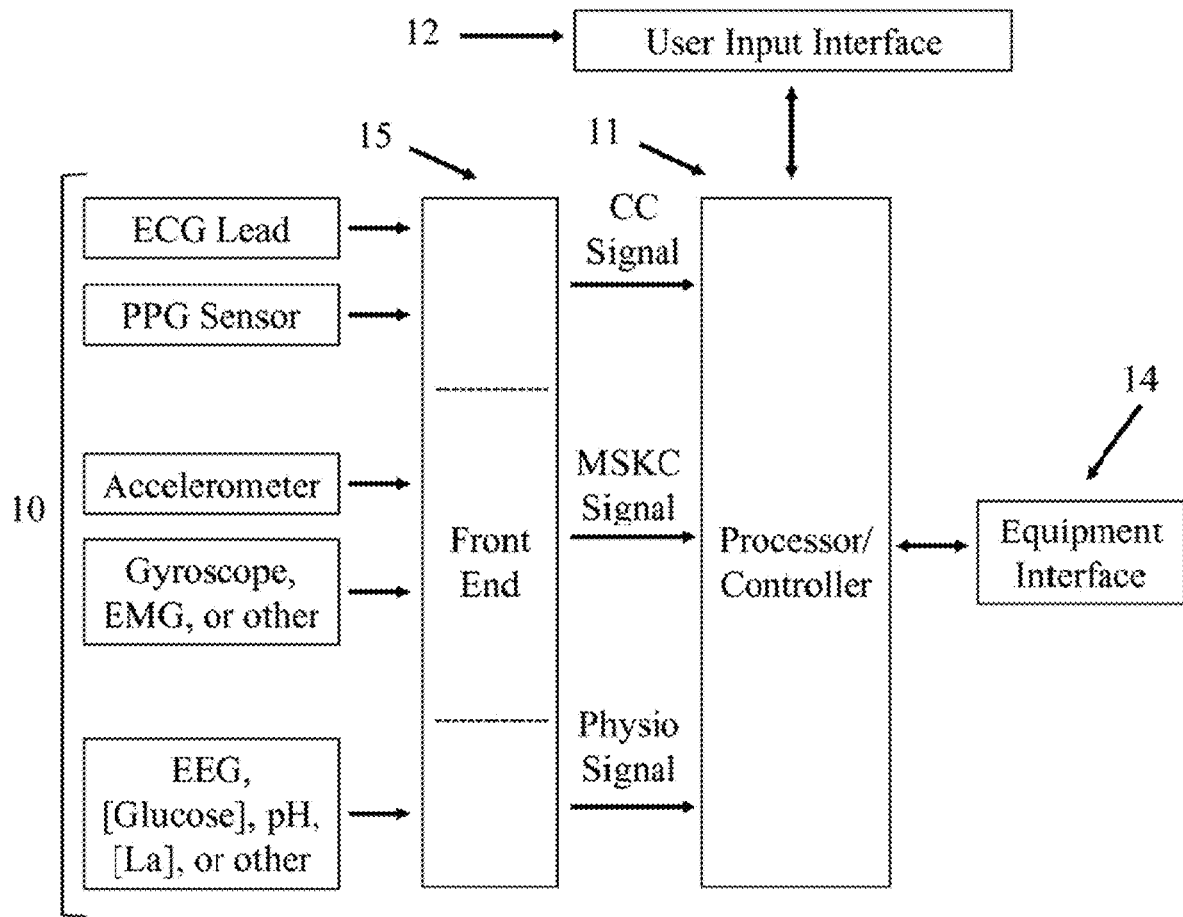 12
User Input Interface
15
11
ECG Lead
PPG Sensor
CC
Signal
14
10
Accelerometer
Gyroscope,
EMG, or other
Front
End
MSKC
Signal
Processor/
Controller
Equipment
Interface
EEG,
[Glucose], pH,
[La], or other
Physio
Signal